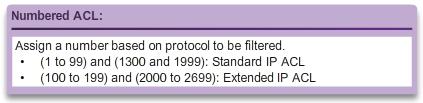 Numbered ACL:
Assign a number based on protocol to be filtered.
• (1 to 99) and (1300 and 1999): Standard IP ACL
• (100 to 199) and (2000 to 2699): Extended IP ACL